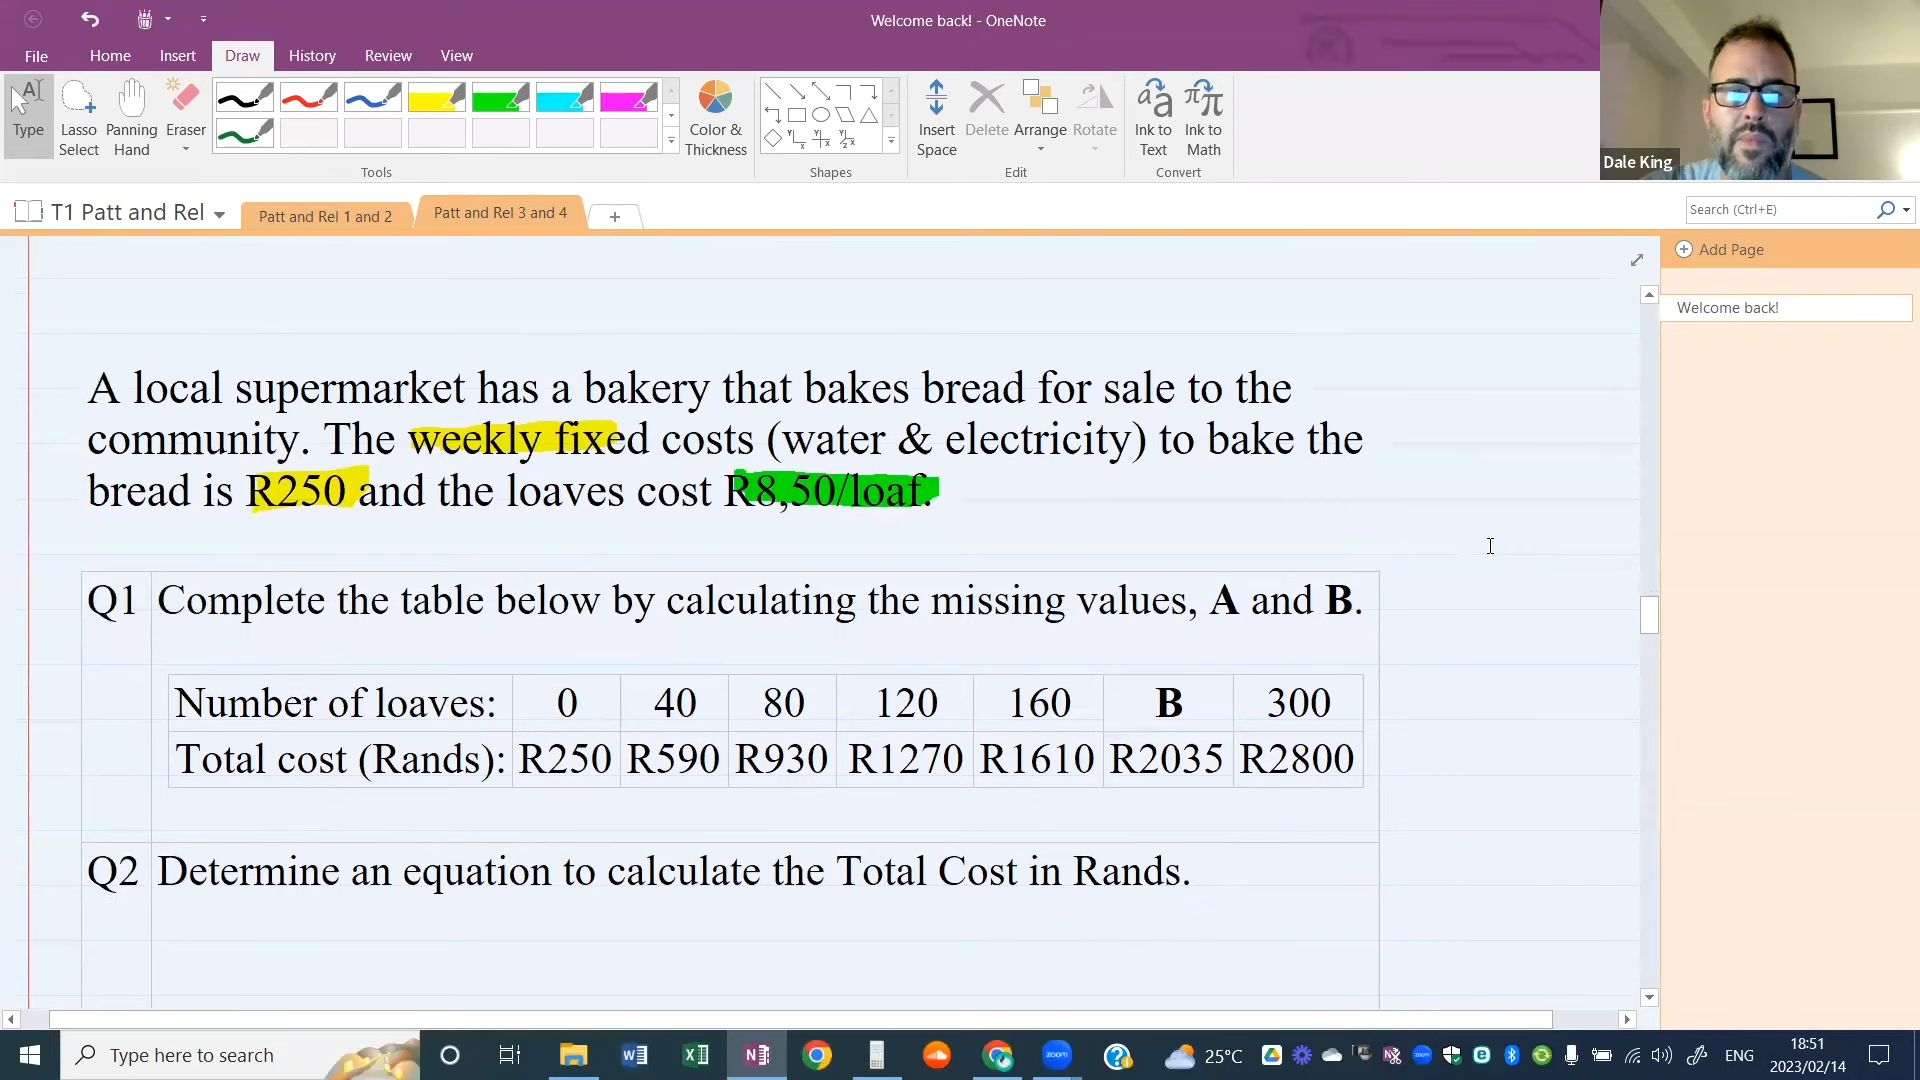 Welcome back! - OneNote
File
Home
Insert
Draw
History
Review
View
Type
Lasso
Select
Panning
Hand
Eraser
Color &
Thickness
Insert
Space
Delete
Arrange
Rotate
Ink to
Text
Ink to
Math
Tools
Shapes
Edit
Convert
Dale King
T1 Patt and Rel
Patt and Rel 1 and 2
Patt and Rel 3 and 4
Search (Ctrl+E)
Add Page
Welcome back!
A local supermarket has a bakery that bakes bread for sale to the
community. The weekly fixed costs (water & electricity) to bake the
bread is R250 and the loaves cost R8,50/loaf.
Q1 Complete the table below by calculating the missing values, A and B.
Number of loaves: 0 40 80 120 160 B 300
Total cost (Rands): R250 R590 R930 R1270 R1610 R2035 R2800
Q2 Determine an equation to calculate the Total Cost in Rands.
Type here to search
25°C
ENG
18:51
2023/02/14